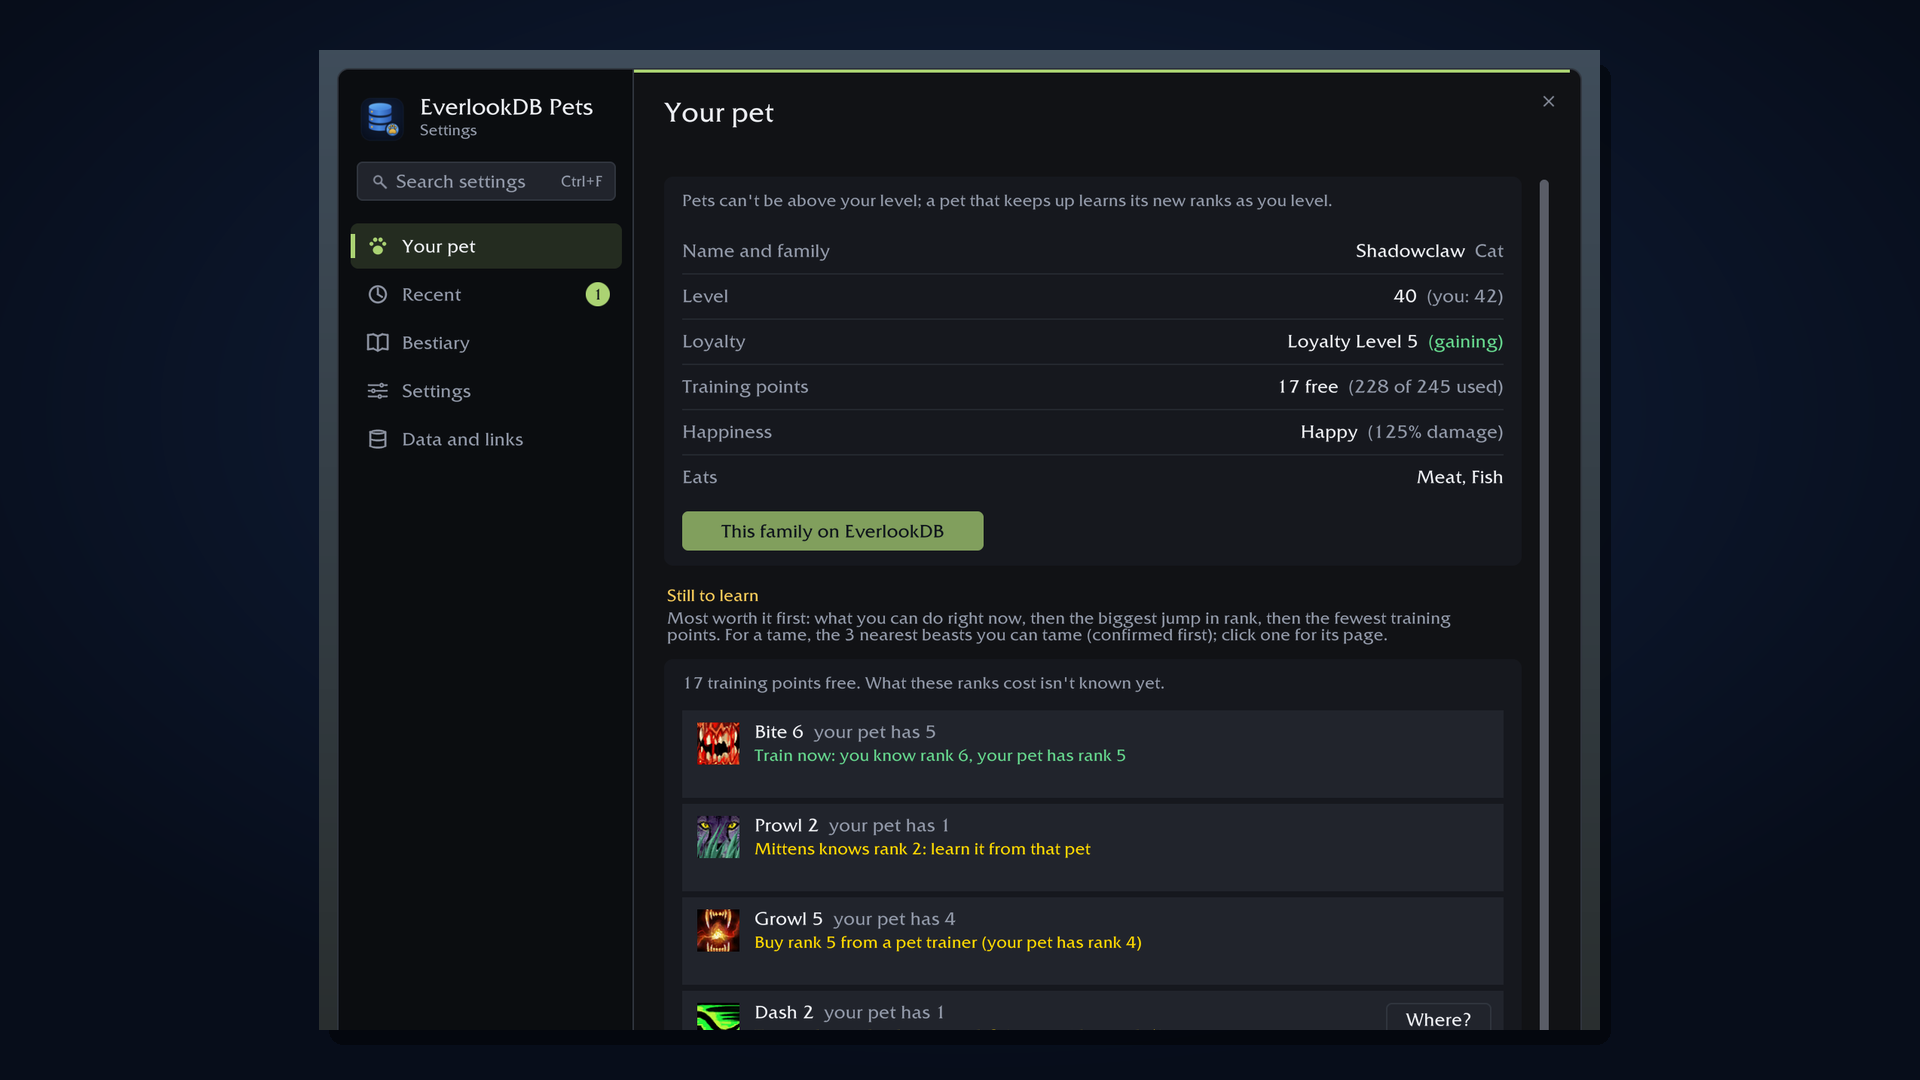 EverlookDB Pets
Settings
Search settings Ctrl+F
Your pet
Recent 1
Bestiary
Settings
Data and links
Your pet
Pets can't be above your level; a pet that keeps up learns its new ranks as you level.
Name and family Shadowclaw Cat
Level 40 (you: 42)
Loyalty Loyalty Level 5 (gaining)
Training points 17 free (228 of 245 used)
Happiness Happy (125% damage)
Eats Meat, Fish
This family on EverlookDB
Still to learn
Most worth it first: what you can do right now, then the biggest jump in rank, then the fewest training
points. For a tame, the 3 nearest beasts you can tame (confirmed first); click one for its page.
17 training points free. What these ranks cost isn't known yet.
Bite 6 your pet has 5
Train now: you know rank 6, your pet has rank 5
Prowl 2 your pet has 1
Mittens knows rank 2: learn it from that pet
Growl 5 your pet has 4
Buy rank 5 from a pet trainer (your pet has rank 4)
Dash 2 your pet has 1
Where?